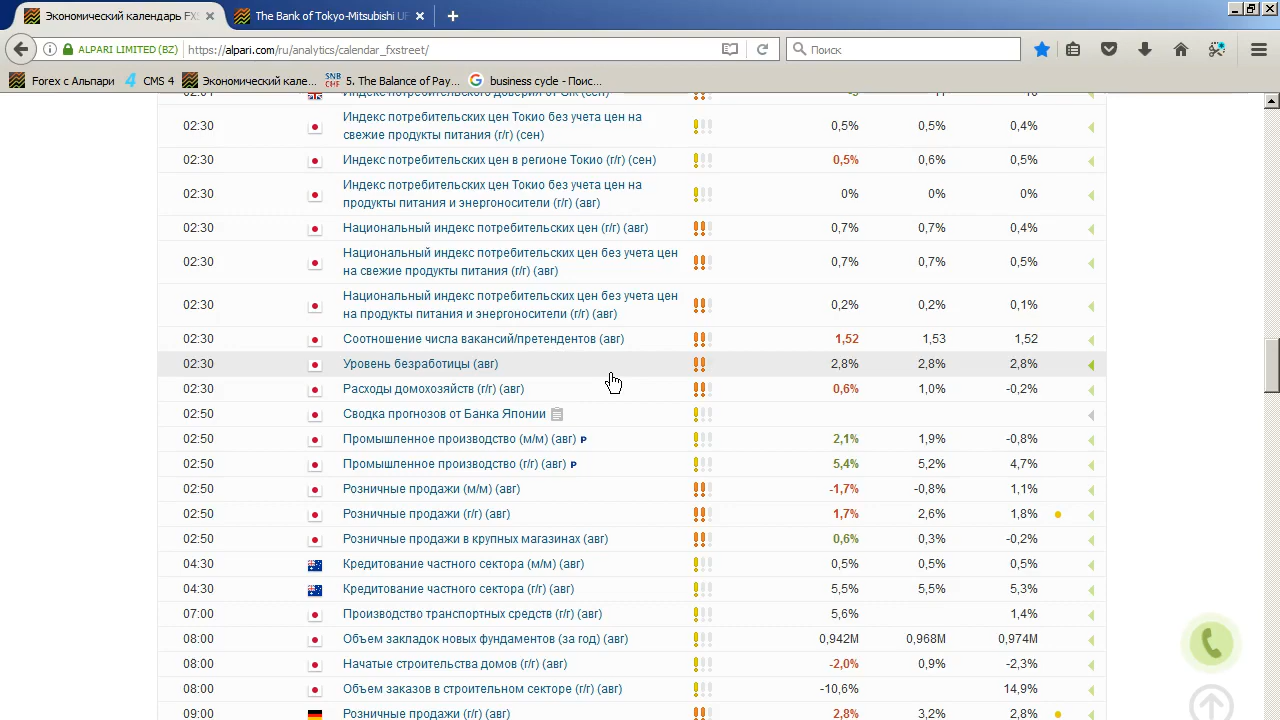 Экономический календарь FXS
The Bank of Tokyo-Mitsubishi UF
ALPARI LIMITED (BZ)
https://alpari.com/ru/analytics/calendar_fxstreet/
Поиск
Forex с Альпари
CMS 4
Экономический кале...
SNB CHF
5. The Balance of Pay...
business cycle - Пои́с...
02:30 Индекс потребительских цен Токио без учета цен на 0,5% 0,5% 0,4%
свежие продукты питания (г/г) (сен)
02:30 Индекс потребительских цен в регионе Токио (г/г) (сен) 0,5% 0,6% 0,5%
02:30 Индекс потребительских цен Токио без учета цен на 0% 0% 0%
продукты питания и энергоносители (г/г) (авг)
02:30 Национальный индекс потребительских цен (г/г) (авг) 0,7% 0,7% 0,4%
02:30 Национальный индекс потребительских цен без учета цен 0,7% 0,7% 0,5%
на свежие продукты питания (г/г) (авг)
02:30 Национальный индекс потребительских цен без учета цен 0,2% 0,2% 0,1%
на продукты питания и энергоносители (г/г) (авг)
02:30 Соотношение числа вакансий/претендентов (авг) 1,52 1,53 1,52
02:30 Уровень безработицы (авг) 2,8% 2,8% 2,8%
02:30 Расходы домохозяйств (г/г) (авг) 0,6% 1,0% -0,2%
02:50 Сводка прогнозов от Банка Японии
02:50 Промышленное производство (м/м) (авг) P 2,1% 1,9% -0,8%
02:50 Промышленное производство (г/г) (авг) P 5,4% 5,2% 4,7%
02:50 Розничные продажи (м/м) (авг) -1,7% -0,8% 1,1%
02:50 Розничные продажи (г/г) (авг) 1,7% 2,6% 1,8%
02:50 Розничные продажи в крупных магазинах (авг) 0,6% 0,3% -0,2%
04:30 Кредитование частного сектора (м/м) (авг) 0,5% 0,5% 0,5%
04:30 Кредитование частного сектора (г/г) (авг) 5,5% 5,5% 5,3%
07:00 Производство транспортных средств (г/г) (авг) 5,6% 1,4%
08:00 Объем закладок новых фундаментов (за год) (авг) 0,942M 0,968M 0,974M
08:00 Начатые строительства домов (г/г) (авг) -2,0% 0,9% -2,3%
08:00 Объем заказов в строительном секторе (г/г) (авг) -10,6% 14,9%
09:00 Розничные продажи (г/г) (авг) 2,8%